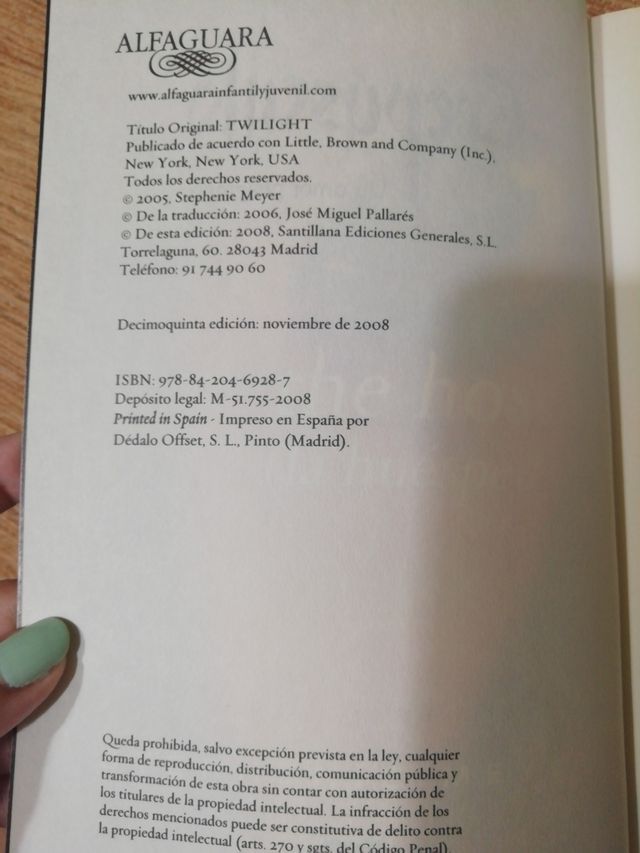 ALFAGUARA
www.alfaguarainfantilyjuvenil.com
Título Original: TWILIGHT
Publicado de acuerdo con Little, Brown and Company (Inc.),
New York, New York, USA
Todos los derechos reservados.
© 2005, Stephenie Meyer
© De la traducción: 2006, José Miguel Pallarés
© De esta edición: 2008, Santillana Ediciones Generales, S.L.
Torrelaguna, 60. 28043 Madrid
Teléfono: 91 744 90 60
Decimoquinta edición: noviembre de 2008
ISBN: 978-84-204-6928-7
Depósito legal: M-51.755-2008
Printed in Spain - Impreso en España por
Dédalo Offset, S. L., Pinto (Madrid).
Queda prohibida, salvo excepción prevista en la ley, cualquier
forma de reproducción, distribución, comunicación pública y
transformación de esta obra sin contar con autorización de
los titulares de la propiedad intelectual. La infracción de los
derechos mencionados puede ser constitutiva de delito contra
la propiedad intelectual (arts. 270 y sgts. del Código Penal).